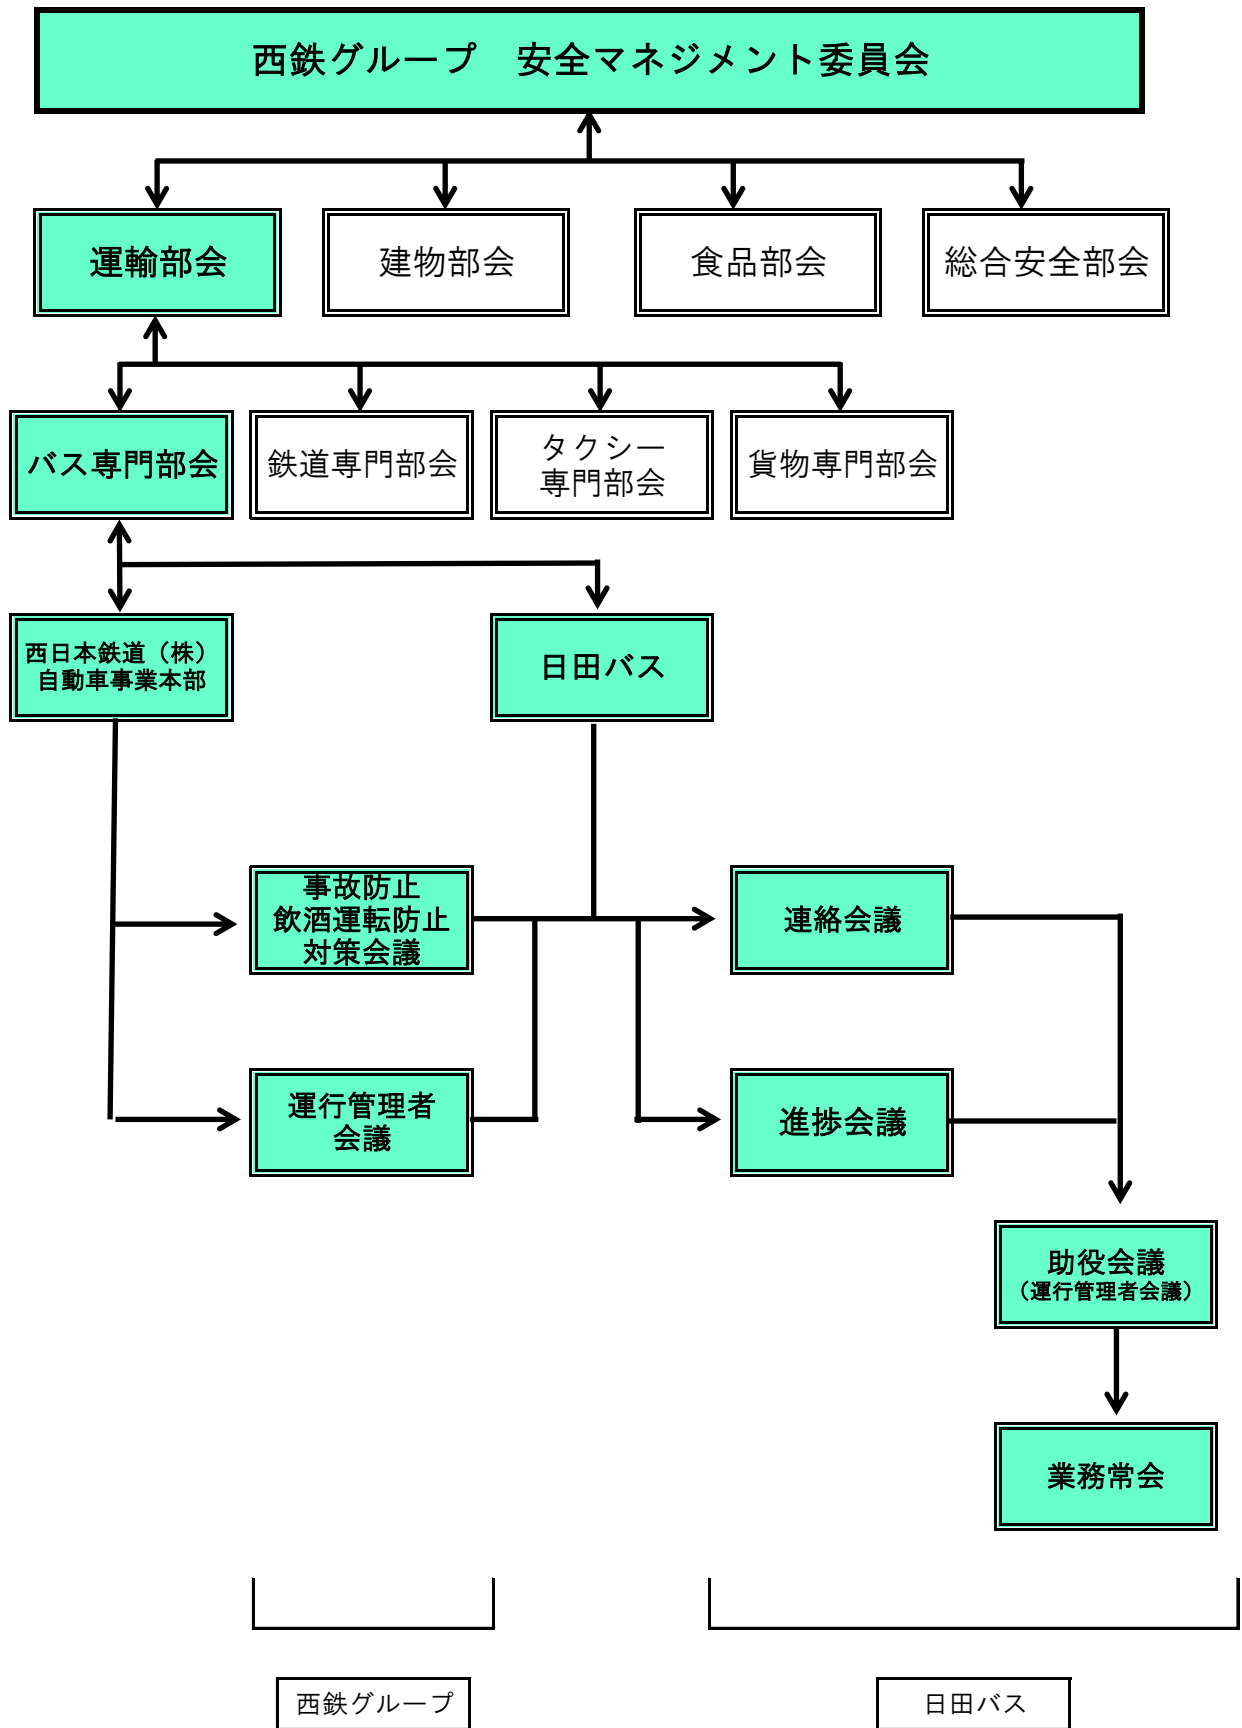 西鉄グループ　安全マネジメント委員会
運輸部会
建物部会
食品部会
総合安全部会
バス専門部会
鉄道専門部会
タクシー
専門部会
貨物専門部会
西日本鉄道（株）
自動車事業本部
日田バス
事故防止
飲酒運転防止
対策会議
連絡会議
運行管理者
会議
進捗会議
助役会議
（運行管理者会議）
業務常会
西鉄グループ
日田バス